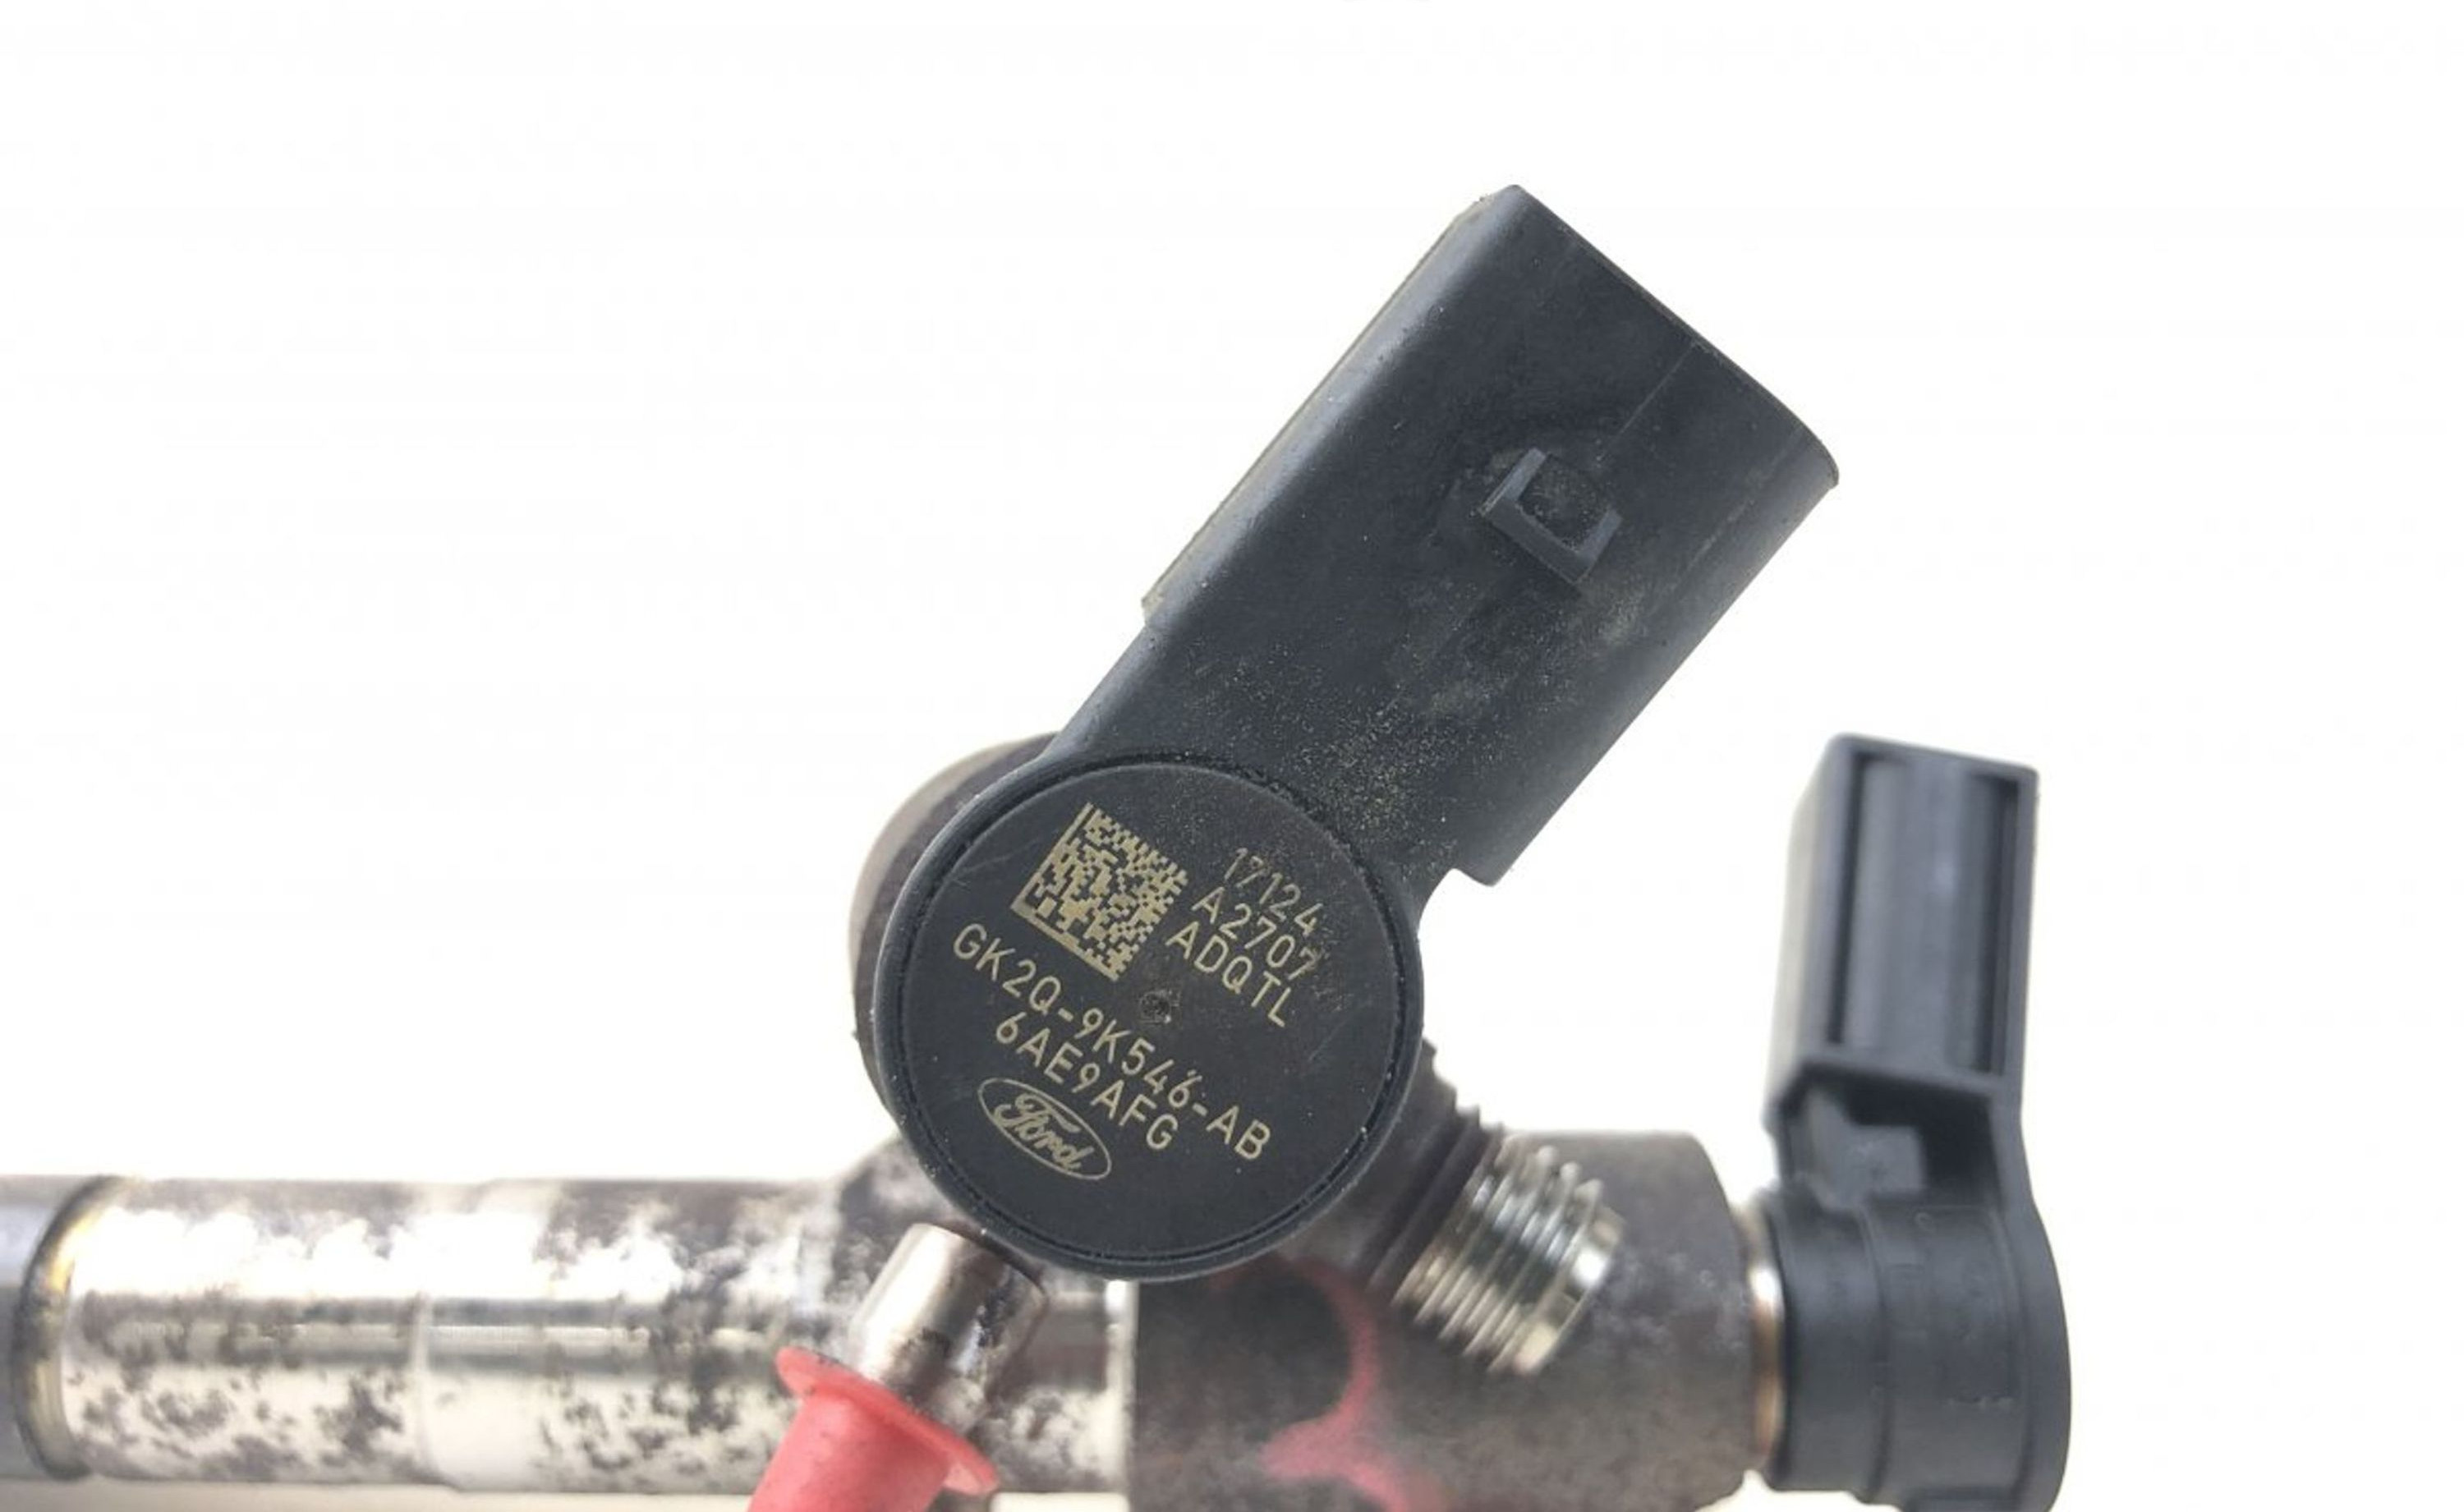 17124
A2707
ADQTL
GK2Q-9K546-AB
6AE9AFG
Ford